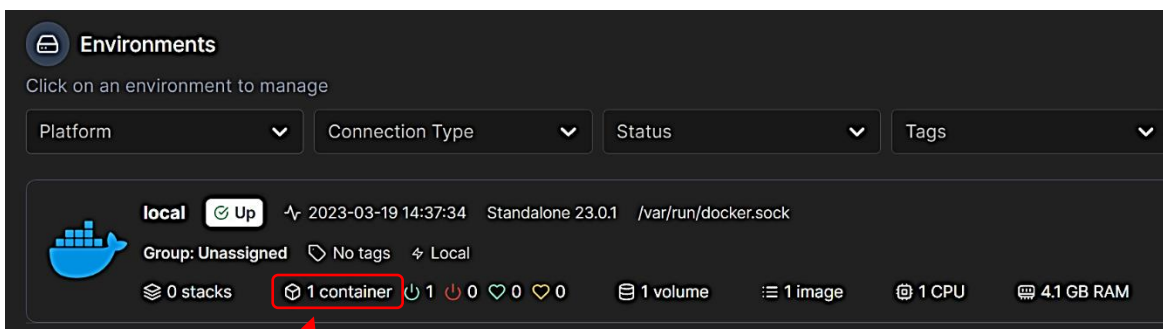 Environments
Click on an environment to manage
Platform Connection Type Status Tags
local Up 2023-03-19 14:37:34 Standalone 23.0.1 /var/run/docker.sock
Group: Unassigned No tags Local
0 stacks 1 container 1 0 0 0 1 volume 1 image 1 CPU 4.1 GB RAM